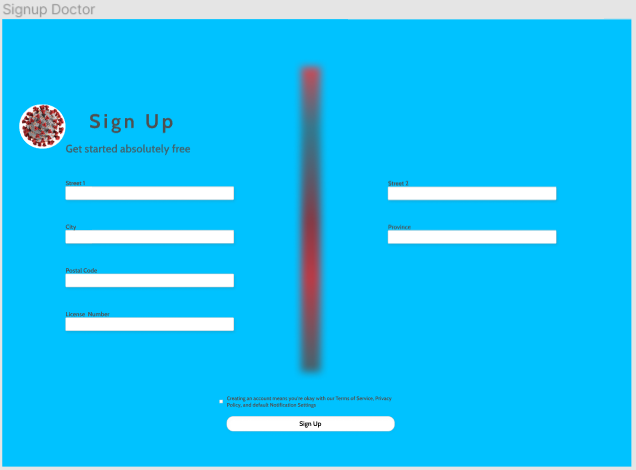 Signup Doctor
Sign Up
Get started absolutely free
Street 1
Street 2
City
Province
Postal Code
License Number
Creating an account means you're okay with our Terms of Service, Privacy
Policy, and default Notification Settings
Sign Up